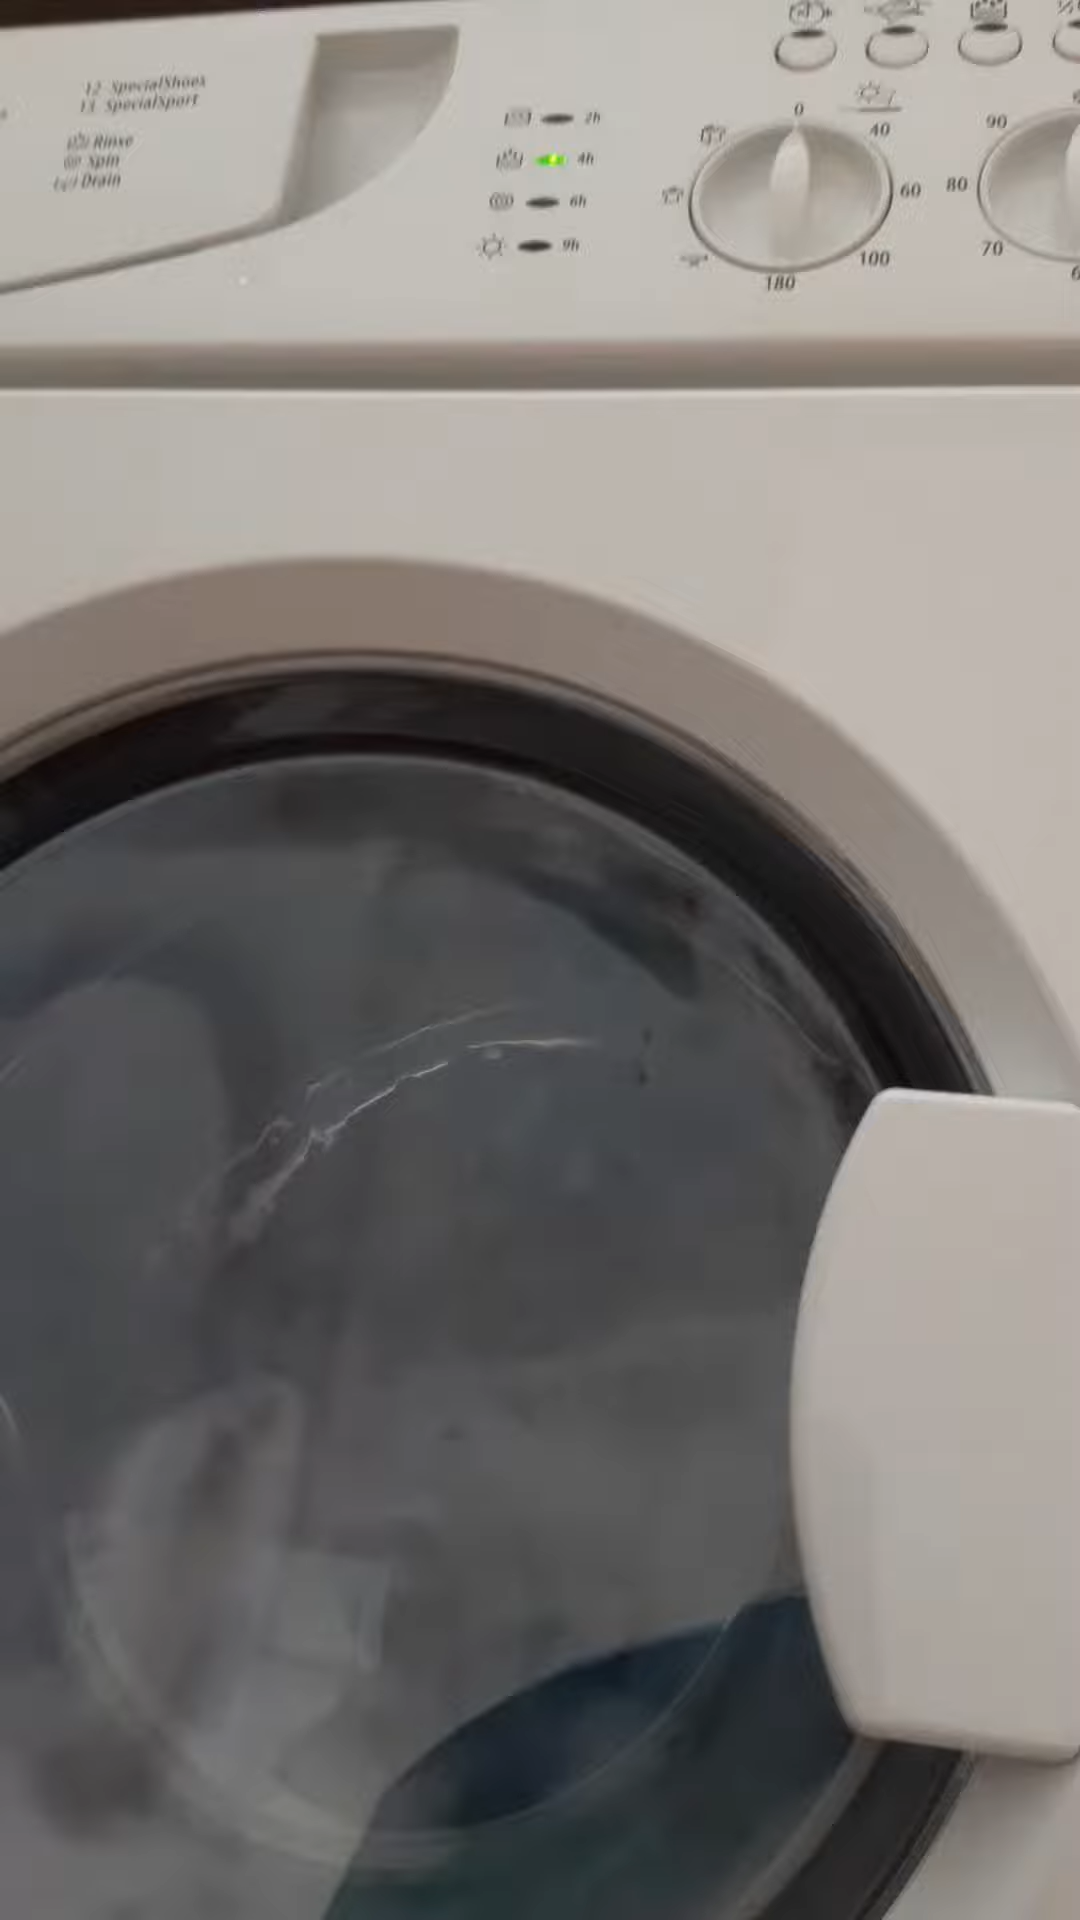 12 SpecialShoes
13 SpecialSport
Rinse
Spin
Drain
2h
4h
6h
9h
0
40
60
100
180
90
80
70